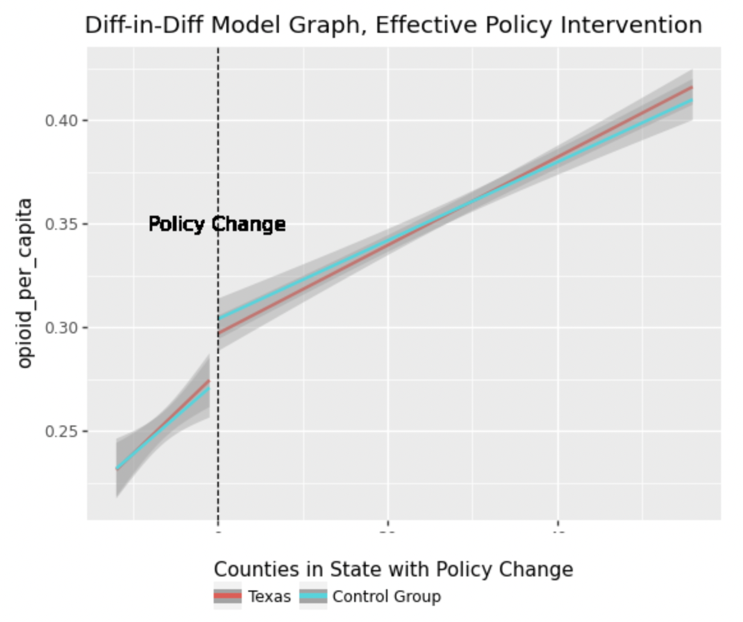 Diff-in-Diff Model Graph, Effective Policy Intervention
opioid_per_capita
0.40
0.35
0.30
0.25
Policy Change
Counties in State with Policy Change
Texas Control Group